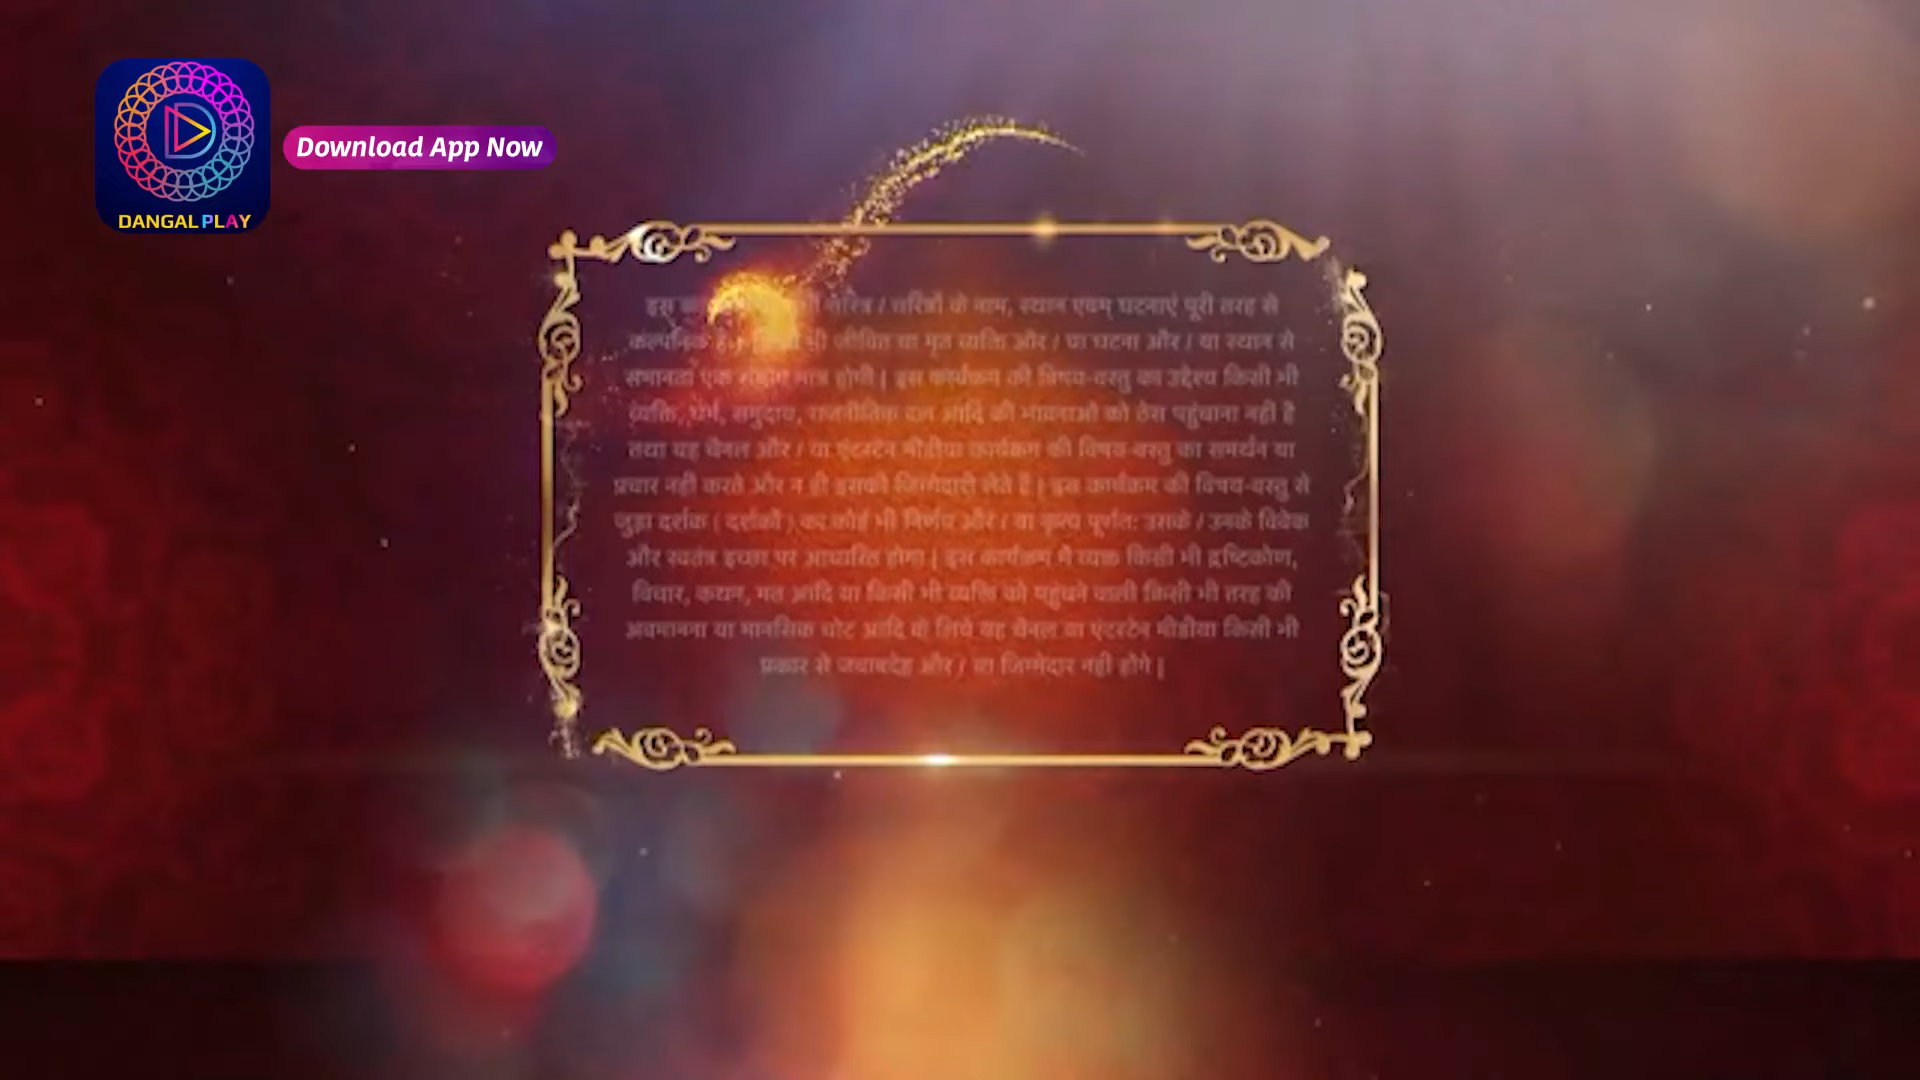 Download App Now
DANGAL PLAY
इस चरित्र / चरित्रों के नाम, स्थान एवम् घटनाएं पूरी तरह से
भी जीवित या मृत व्यक्ति और / या घटना और / या स्थान से
समानता एक मात्र होगी | इस कार्यक्रम की विषय-वस्तु का उद्देश्य किसी भी
व्यक्ति, धर्म, समुदाय, राजनीतिक दल आदि की भावनाओं को ठेस पहुंचाना नहीं है
तथा यह चैनल और / या एंटरटेन मीडीया कार्यक्रम की विषय-वस्तु का समर्थन या
प्रचार नहीं करते और न ही इसकी जिम्मेदारी लेते है | इस कार्यक्रम की विषय-वस्तु से
जुड़ा दर्शक ( दर्शकों ) का कोई भी निर्णय और / या कृत्य पूर्णत: उसके / उनके विवेक
और स्वतंत्र इच्छा पर होगा | इस कार्यक्रम में व्यक्त किसी भी द्रष्टिकोण,
विचार, कथन, मत आदि या किसी भी व्यक्ति को पहुंचने वाली किसी भी तरह की
अवमानना या मानसिक चोट आदि के लिये यह चैनल या एंटरटेन मीडीया किसी भी
प्रकार से जवाबदेह और / या जिम्मेदार नहीं होंगे |